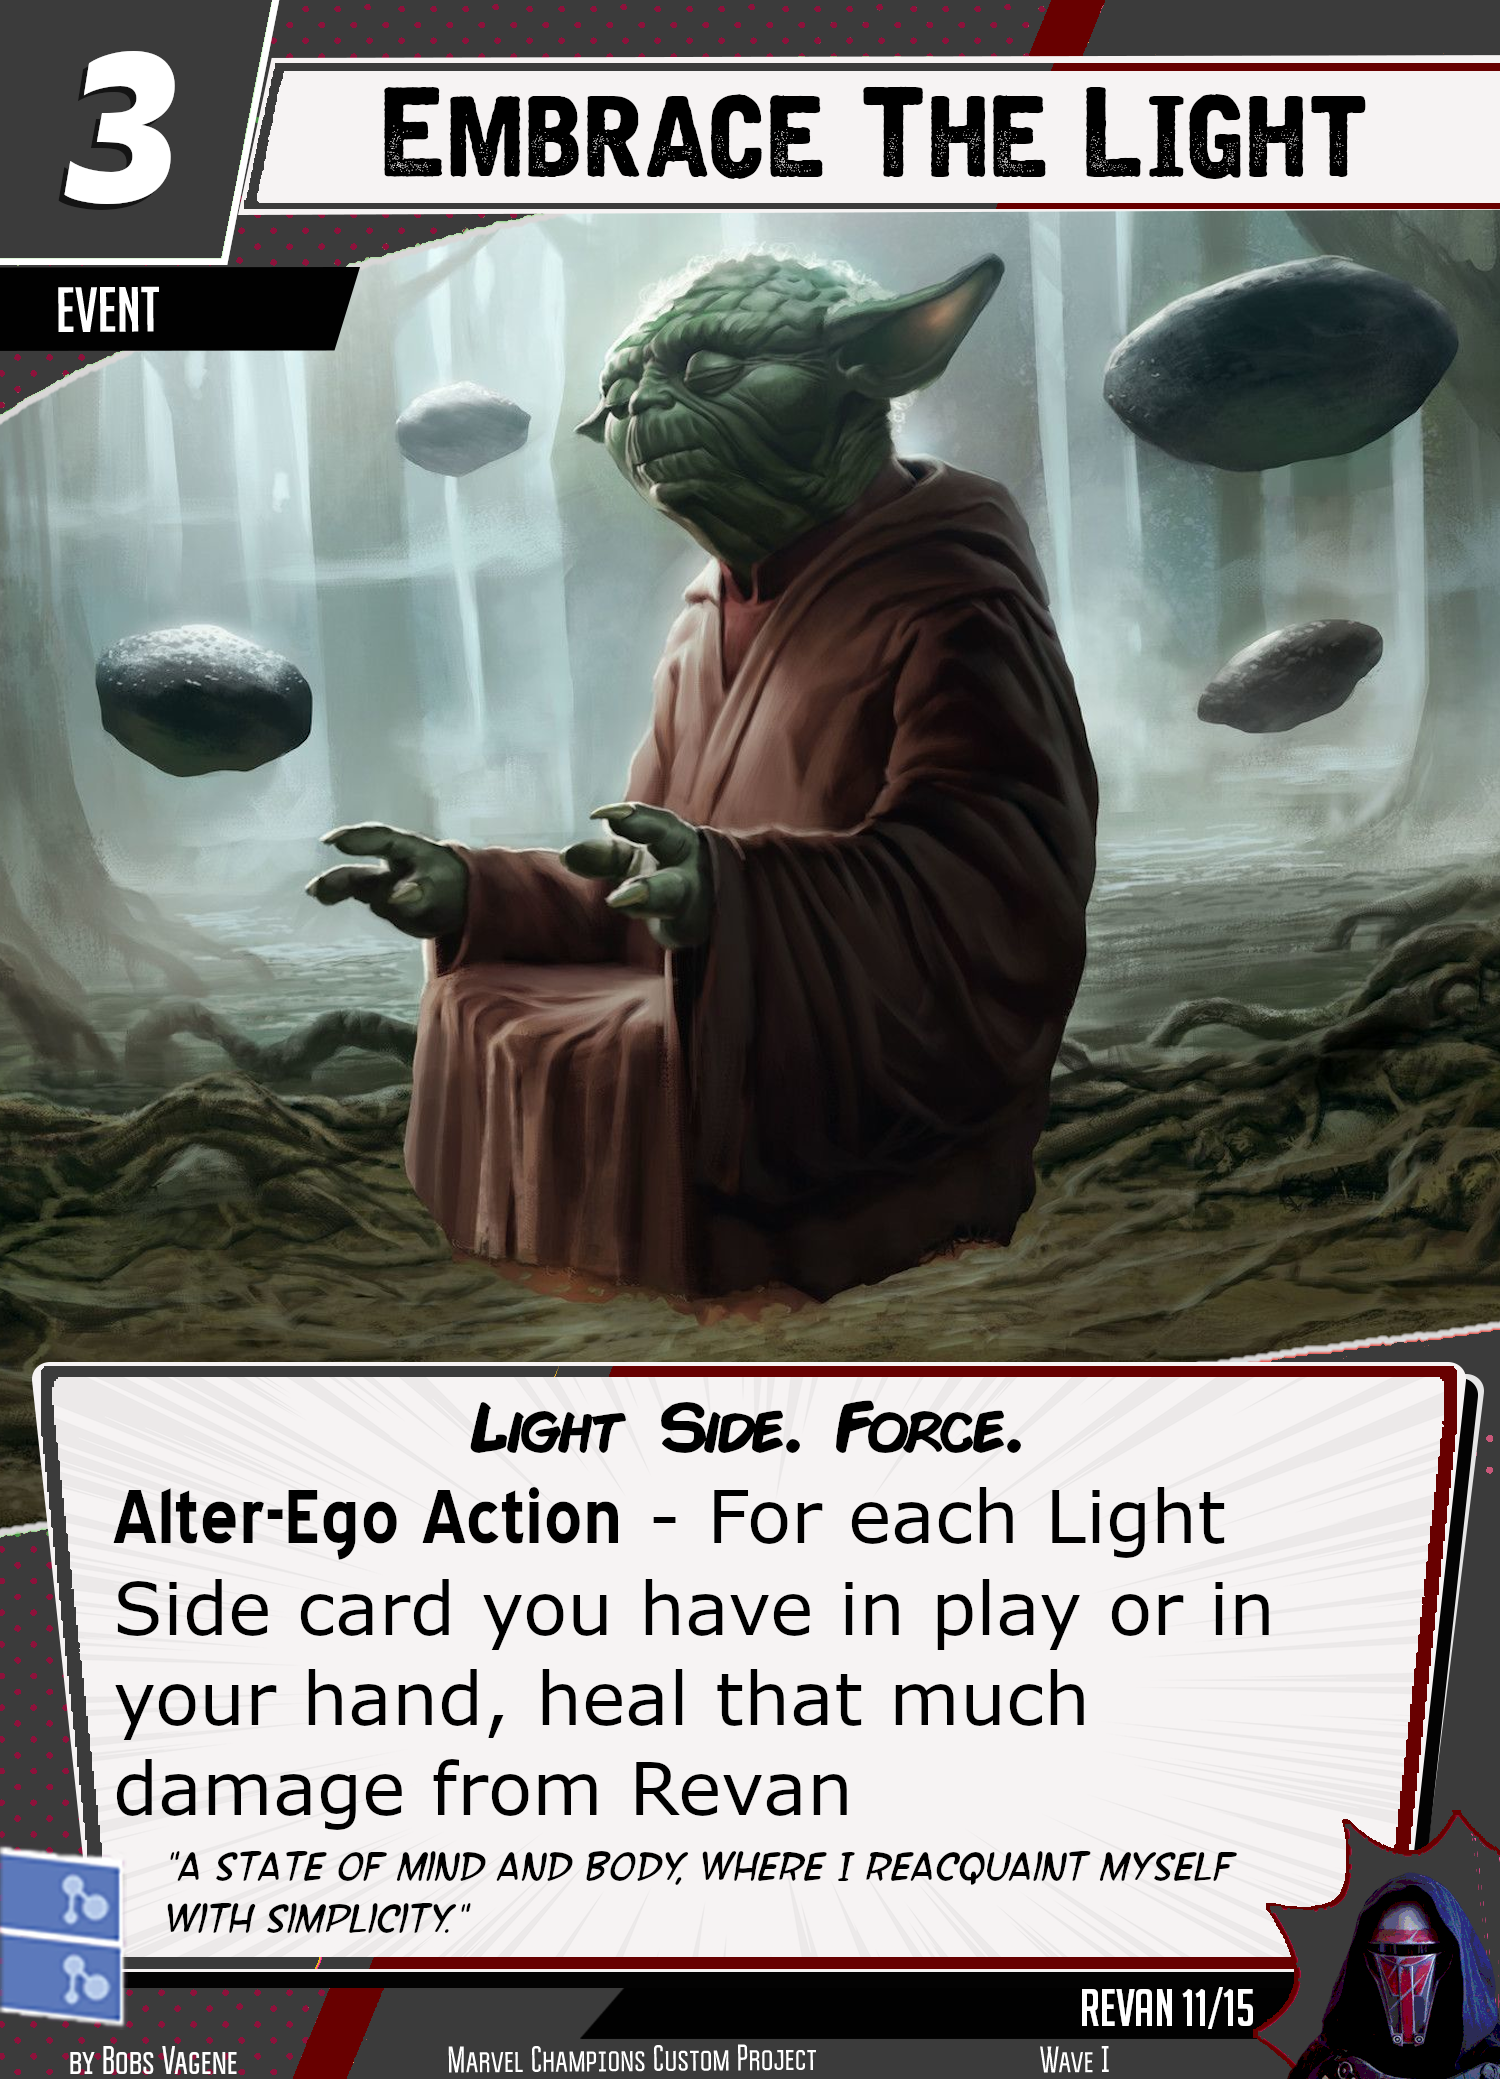 3
EMBRACE THE LIGHT
EVENT
LIGHT SIDE. FORCE.
Alter-Ego Action - For each Light
Side card you have in play or in
your hand, heal that much
damage from Revan
"A STATE OF MIND AND BODY, WHERE I REACQUAINT MYSELF
WITH SIMPLICITY."
REVAN 11/15
BY BOBS VAGENE MARVEL CHAMPIONS CUSTOM PROJECT WAVE I